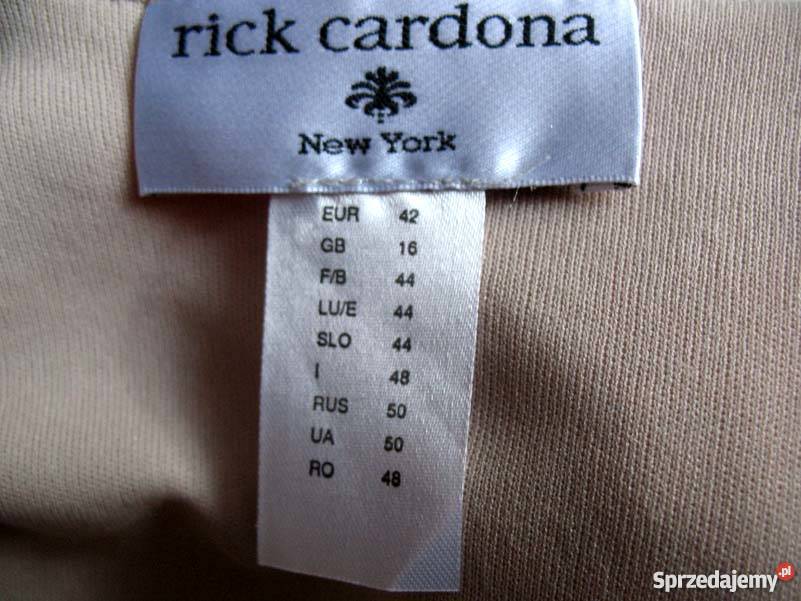 rick cardona
New York
EUR 42
GB 16
F/B 44
LU/E 44
SLO 44
I 48
RUS 50
UA 50
RO 48
Sprzedajemy.pl